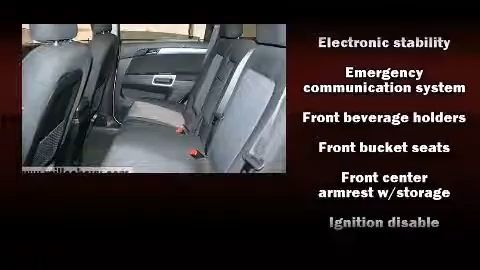 Electronic stability
Emergency
communication system
Front beverage holders
Front bucket seats
Front center
armrest w/storage
Ignition disable